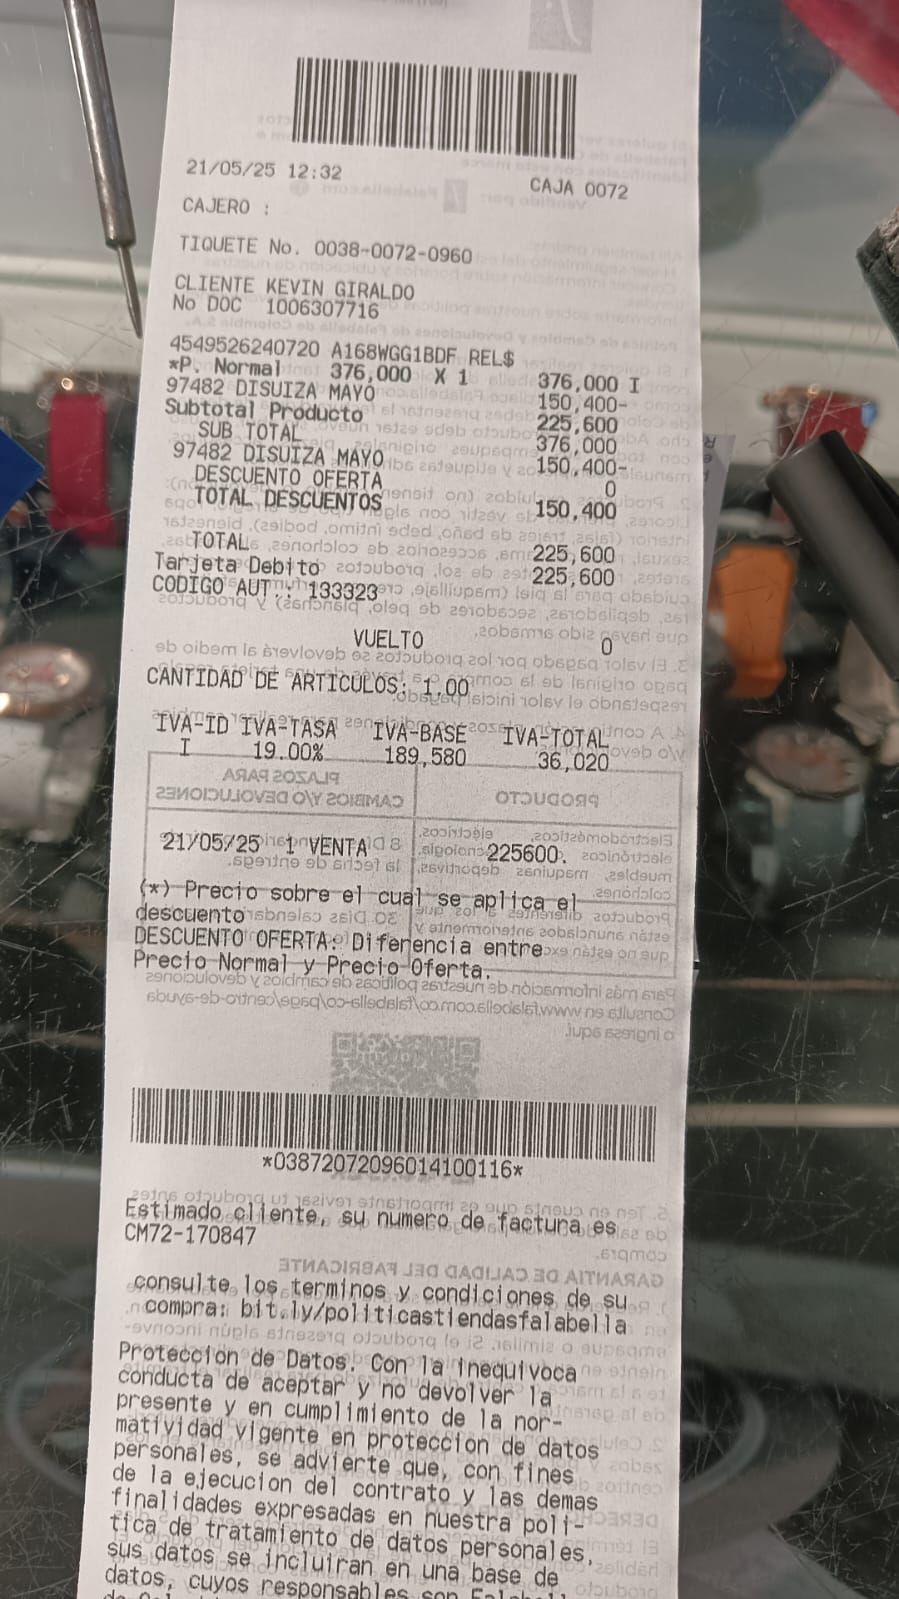 21/05/25 12:32 CAJA 0072
CAJERO :
TIQUETE No. 0038-0072-0960
CLIENTE KEVIN GIRALDO
No DOC 1006307716
4549526240720 A168WGG1BDF REL$
*P. Normal 376,000 X 1 376,000 I
97482 DISUIZA MAYO 150,400-
Subtotal Producto 225,600
SUB TOTAL 376,000
97482 DISUIZA MAYO 150,400-
DESCUENTO OFERTA 0
TOTAL DESCUENTOS 150,400
TOTAL 225,600
Tarjeta Debito 225,600
CODIGO AUT.: 133323
VUELTO 0
CANTIDAD DE ARTICULOS: 1,00
IVA-ID IVA-TASA IVA-BASE IVA-TOTAL
I 19.00% 189,580 36,020
21/05/25 1 VENTA 225600.
(*) Precio sobre el cual se aplica el
descuento
DESCUENTO OFERTA: Diferencia entre
Precio Normal y Precio Oferta.
*03872072096014100116*
Estimado cliente, su numero de factura es
CM72-170847
consulte los terminos y condiciones de su
compra: bit.ly/politicastiendasfalabella
Proteccion de Datos. Con la inequivoca
conducta de aceptar y no devolver la
presente y en cumplimiento de la nor-
matividad vigente en proteccion de datos
personales, se advierte que, con fines
de la ejecucion del contrato y las demas
finalidades expresadas en nuestra poli-
tica de tratamiento de datos personales,
sus datos se incluiran en una base de
datos, cuyos responsables son